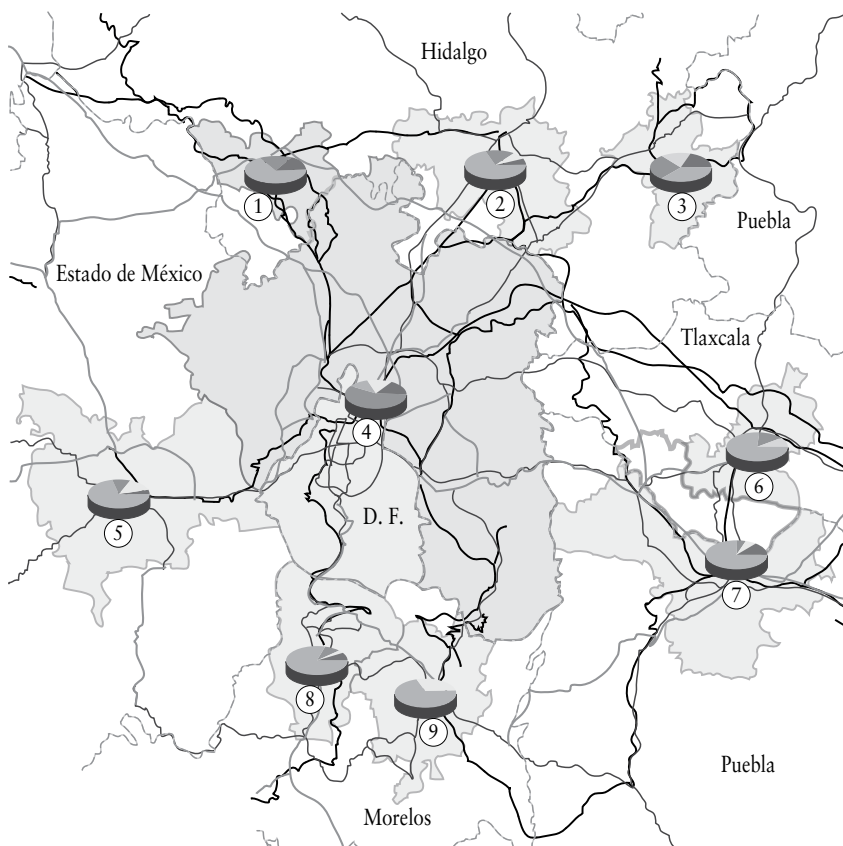 Hidalgo
1
2
3
Puebla
Estado de México
Tlaxcala
4
6
5
D. F.
7
8
9
Puebla
Morelos